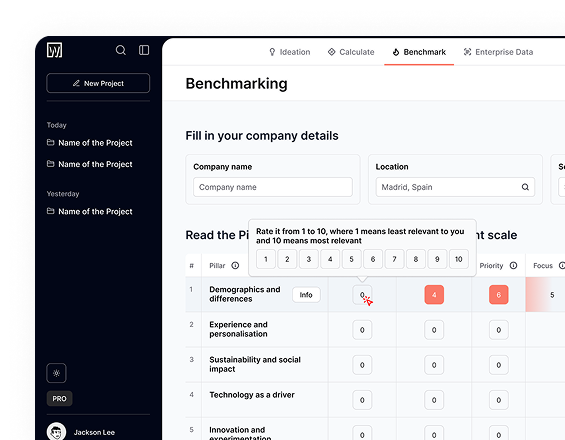 W
Ideation
Calculate
Benchmark
Enterprise Data
New Project
Benchmarking
Today
Name of the Project
Name of the Project
Yesterday
Name of the Project
Fill in your company details
Company name
Location
Company name
Madrid, Spain
Read the
nt scale
Rate it from 1 to 10, where 1 means least relevant to you
and 10 means most relevant
1 2 3 4 5 6 7 8 9 10
# Pillar Priority Focus
1 Demographics and
differences
Info 0 4 6 5
2 Experience and
personalisation
0 0 0
3 Sustainability and social
impact
0 0 0
4 Technology as a driver
0 0 0
5 Innovation and
experimentation
0 0 0
PRO
Jackson Lee